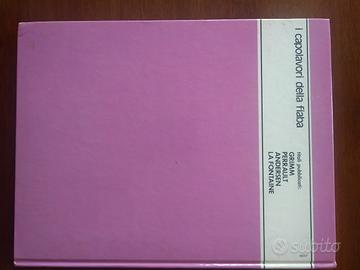 i capolavori della fiaba
titoli pubblicati:
GRIMM
PERRAULT
ANDERSEN
LA FONTAINE
subito